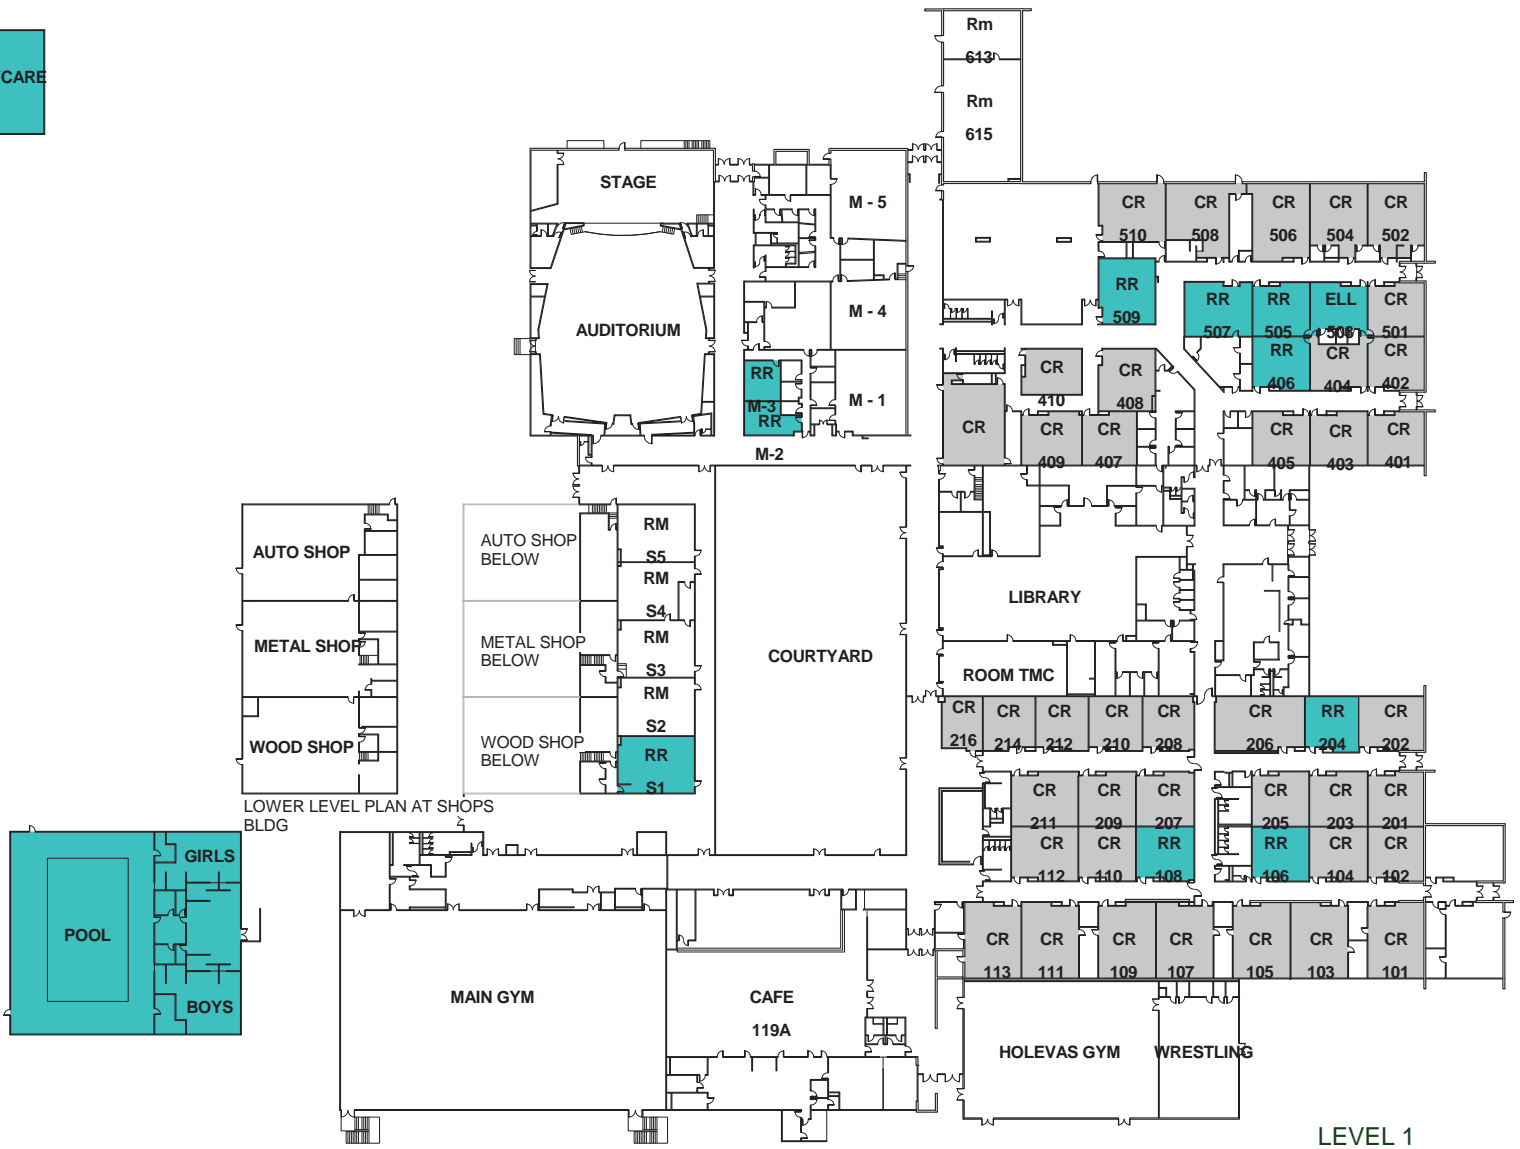 Rm
613
CARE
Rm
615
STAGE
M - 5
CR
510
CR
508
CR
506
CR
504
CR
502
RR
509
RR
507
RR
505
ELL
503
CR
501
M - 4
AUDITORIUM
RR
406
CR
404
CR
402
RR
M-3
RR
M-2
M - 1
CR
410
CR
408
CR
CR
409
CR
407
CR
405
CR
403
CR
401
AUTO SHOP
AUTO SHOP
BELOW
RM
S5
RM
S4
LIBRARY
METAL SHOP
METAL SHOP
BELOW
RM
S3
COURTYARD
ROOM TMC
RM
S2
CR
216
CR
214
CR
212
CR
210
CR
208
CR
206
RR
204
CR
202
WOOD SHOP
WOOD SHOP
BELOW
RR
S1
LOWER LEVEL PLAN AT SHOPS
BLDG
CR
211
CR
209
CR
207
CR
205
CR
203
CR
201
GIRLS
CR
112
CR
110
RR
108
RR
106
CR
104
CR
102
POOL
CR
113
CR
111
CR
109
CR
107
CR
105
CR
103
CR
101
BOYS
MAIN GYM
CAFE
119A
HOLEVAS GYM
WRESTLING
LEVEL 1